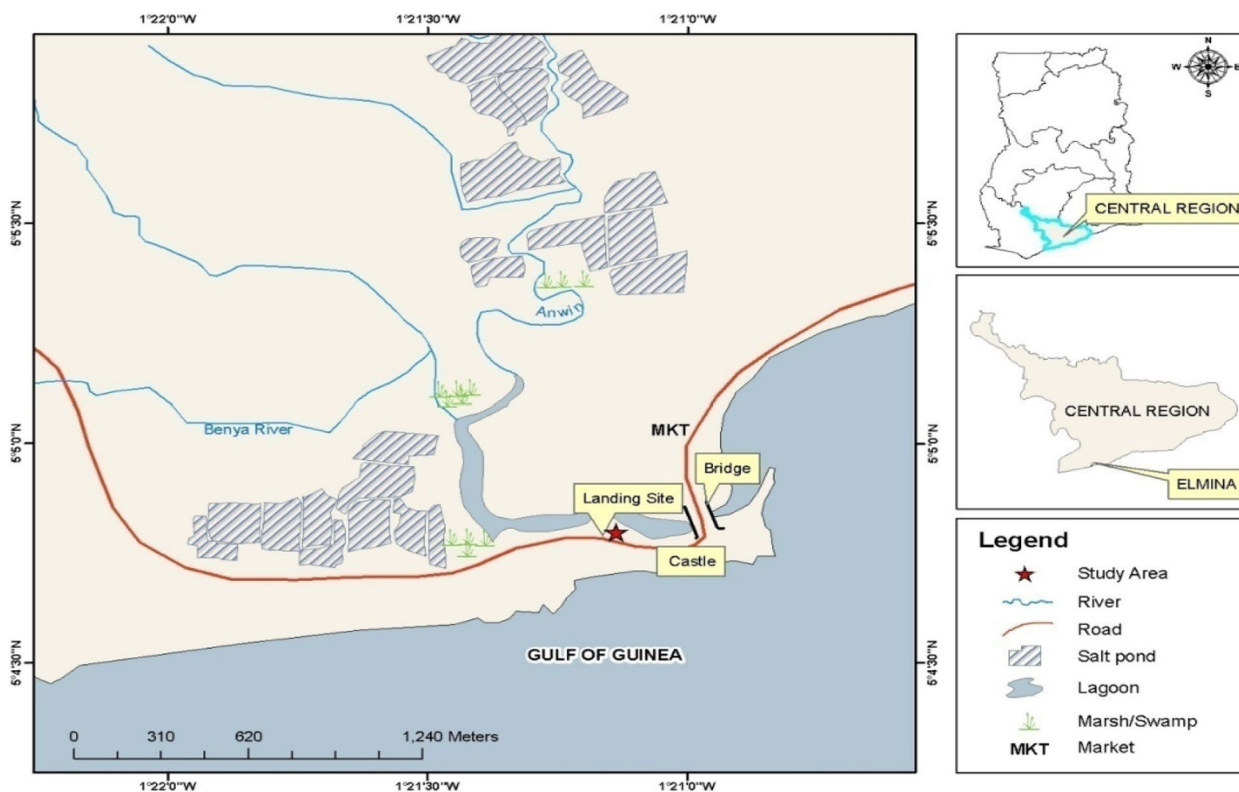 1°22'0"W 1°21'30"W 1°21'0"W
5°5'30"N
5°5'0"N
5°4'30"N
Anwin
Benya River
MKT
Bridge
Landing Site
Castle
GULF OF GUINEA
0 310 620 1,240 Meters
5°5'30"N
5°5'0"N
5°4'30"N
1°22'0"W 1°21'30"W 1°21'0"W
N
W E
S
CENTRAL REGION
CENTRAL REGION
ELMINA
Legend
Study Area
River
Road
Salt pond
Lagoon
Marsh/Swamp
MKT Market